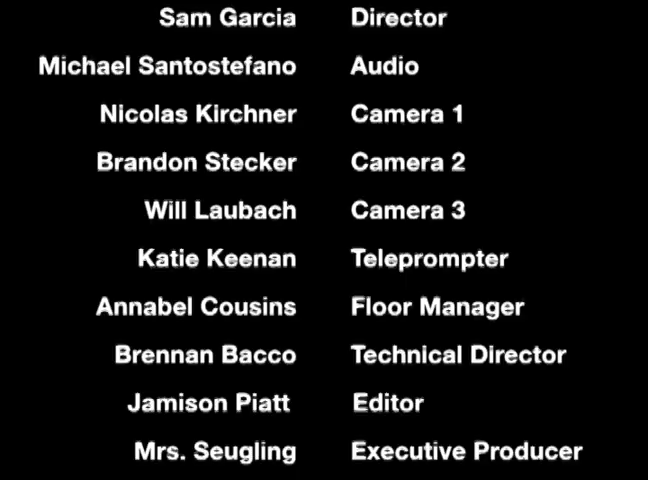 Sam Garcia Director
Michael Santostefano Audio
Nicolas Kirchner Camera 1
Brandon Stecker Camera 2
Will Laubach Camera 3
Katie Keenan Teleprompter
Annabel Cousins Floor Manager
Brennan Bacco Technical Director
Jamison Piatt Editor
Mrs. Seugling Executive Producer